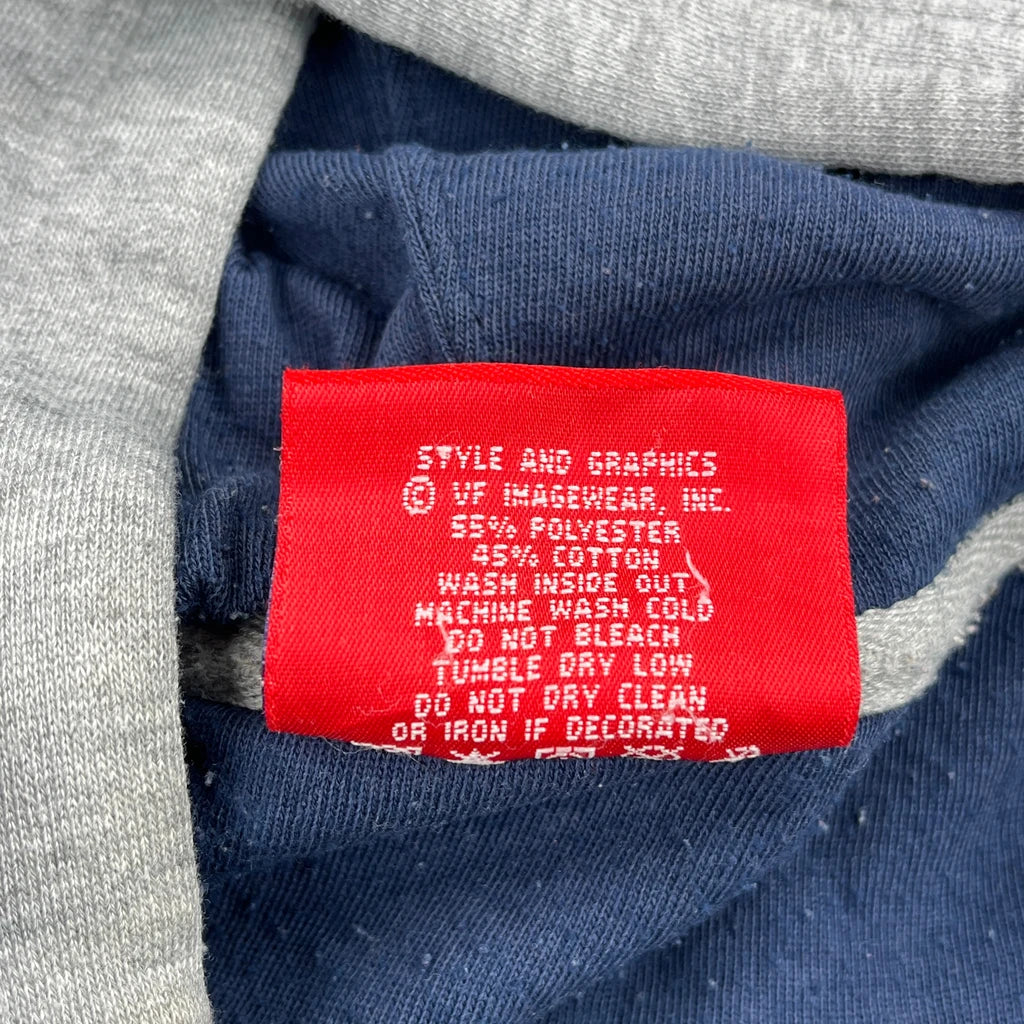 STYLE AND GRAPHICS
© VF IMAGEWEAR, INC.
55% POLYESTER
45% COTTON
WASH INSIDE OUT
MACHINE WASH COLD
DO NOT BLEACH
TUMBLE DRY LOW
DO NOT DRY CLEAN
OR IRON IF DECORATED